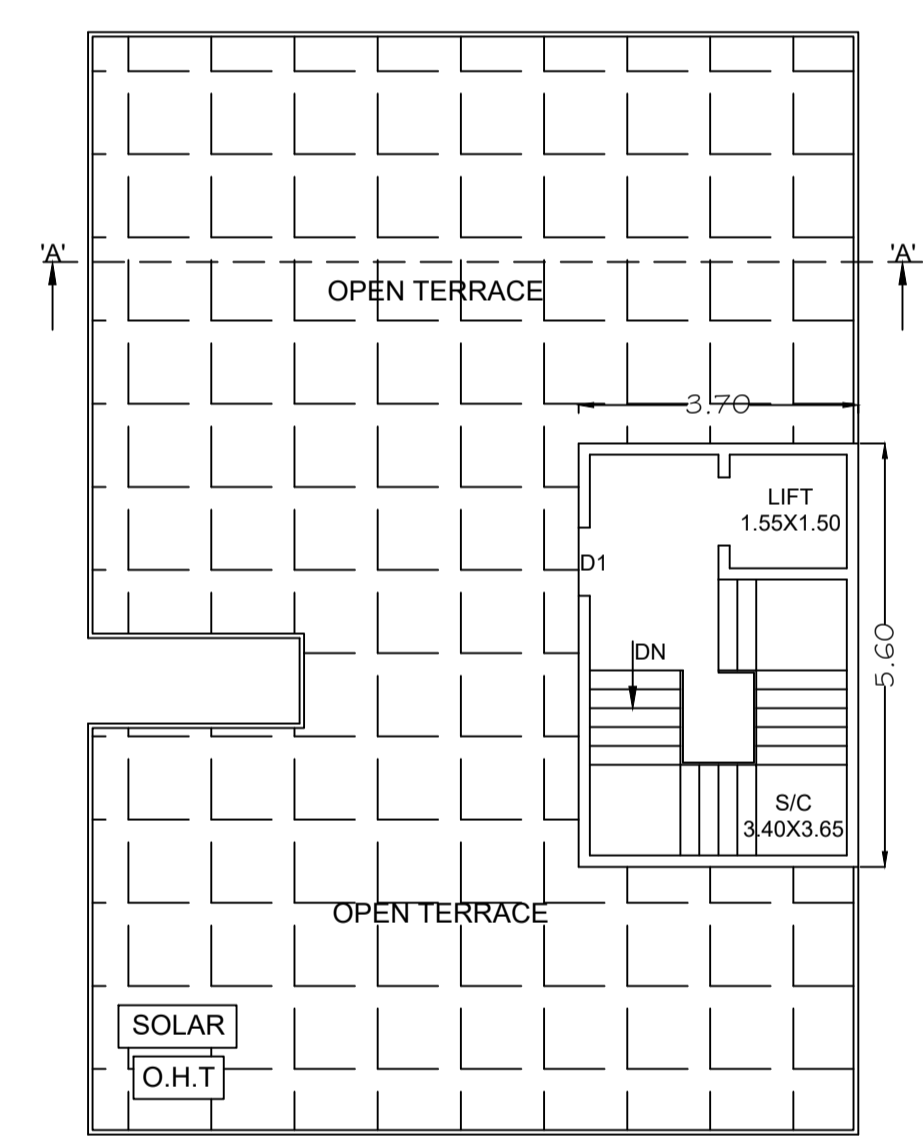 'A' 'A'
OPEN TERRACE
3.70
LIFT
1.55X1.50
D1
DN
5.60
S/C
3.40X3.65
OPEN TERRACE
SOLAR
O.H.T